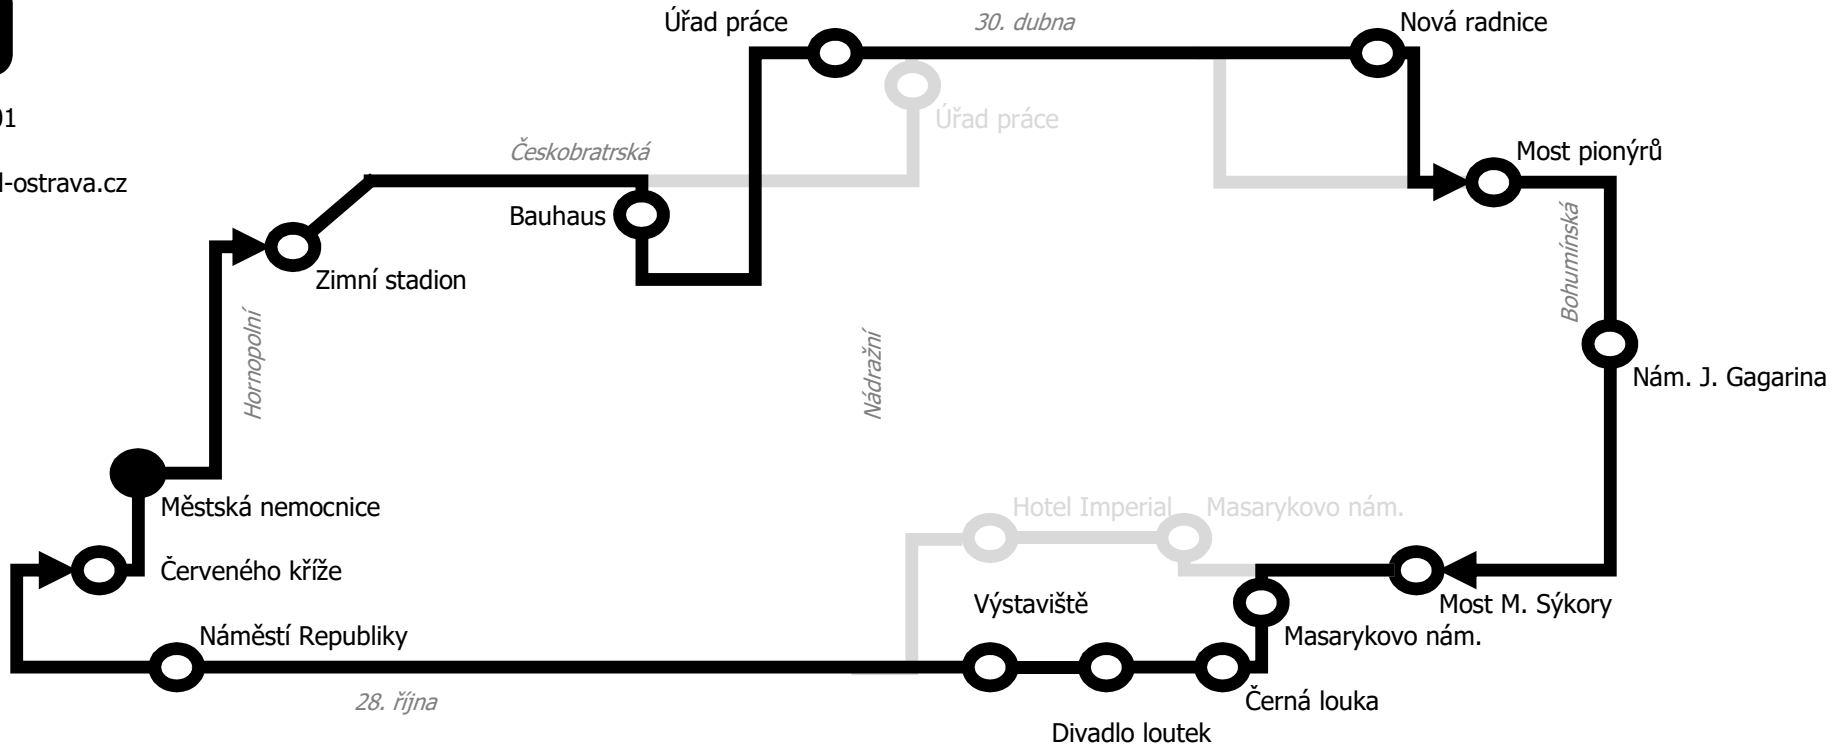 Úřad práce
30. dubna
Nová radnice
01
Úřad práce
Českobratrská
Most pionýrů
l-ostrava.cz
Bauhaus
Bohumínská
Zimní stadion
Hornopolní
Nádražní
Nám. J. Gagarina
Městská nemocnice
Hotel Imperial
Masarykovo nám.
Červeného kříže
Výstaviště
Most M. Sýkory
Náměstí Republiky
Masarykovo nám.
28. října
Černá louka
Divadlo loutek